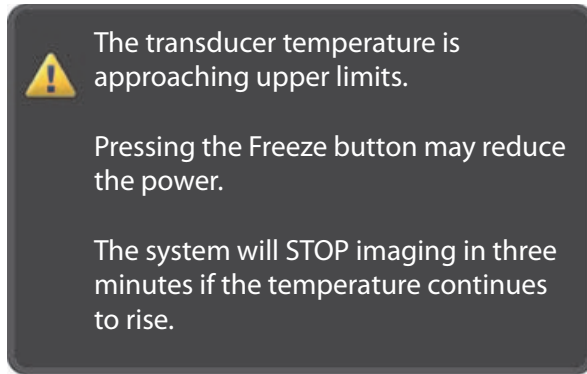 The transducer temperature is
approaching upper limits.
Pressing the Freeze button may reduce
the power.
The system will STOP imaging in three
minutes if the temperature continues
to rise.